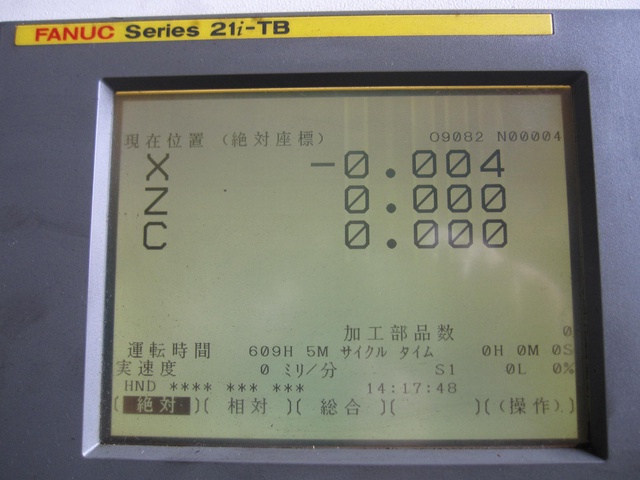 FANUC Series 21i-TB
現在位置 (絶対座標) O9082 N00004
X -0.004
Z 0.000
C 0.000
加工部品数 0
運転時間 609H 5M サイクル タイム 0H 0M 0S
実速度 0 ミリ/分 S1 0L 0%
HND **** *** *** 14:17:48
( 絶対 )( 相対 )( 総合 )( )( (操作) )